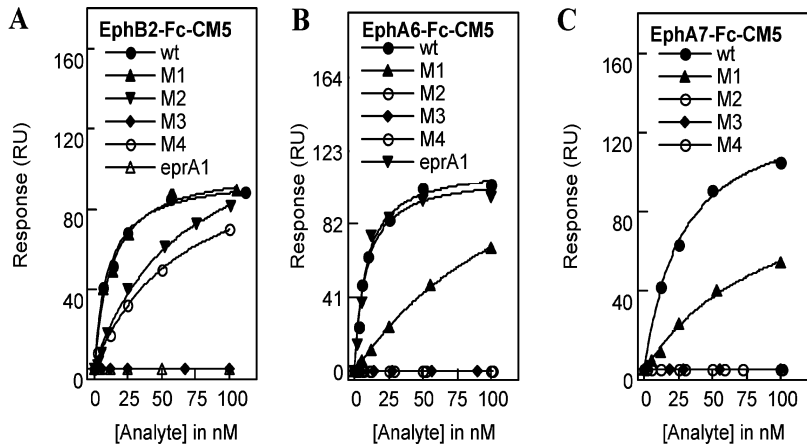 A
EphB2-Fc-CM5
wt
M1
M2
M3
M4
eprA1
Response (RU)
160
120
80
40
0
0 25 50 75 100
[Analyte] in nM
B
EphA6-Fc-CM5
wt
M1
M2
M3
M4
eprA1
Response (RU)
164
123
82
41
0
0 25 50 75 100
[Analyte] in nM
C
EphA7-Fc-CM5
wt
M1
M2
M3
M4
Response (RU)
160
120
80
40
0
0 25 50 75 100
[Analyte] in nM